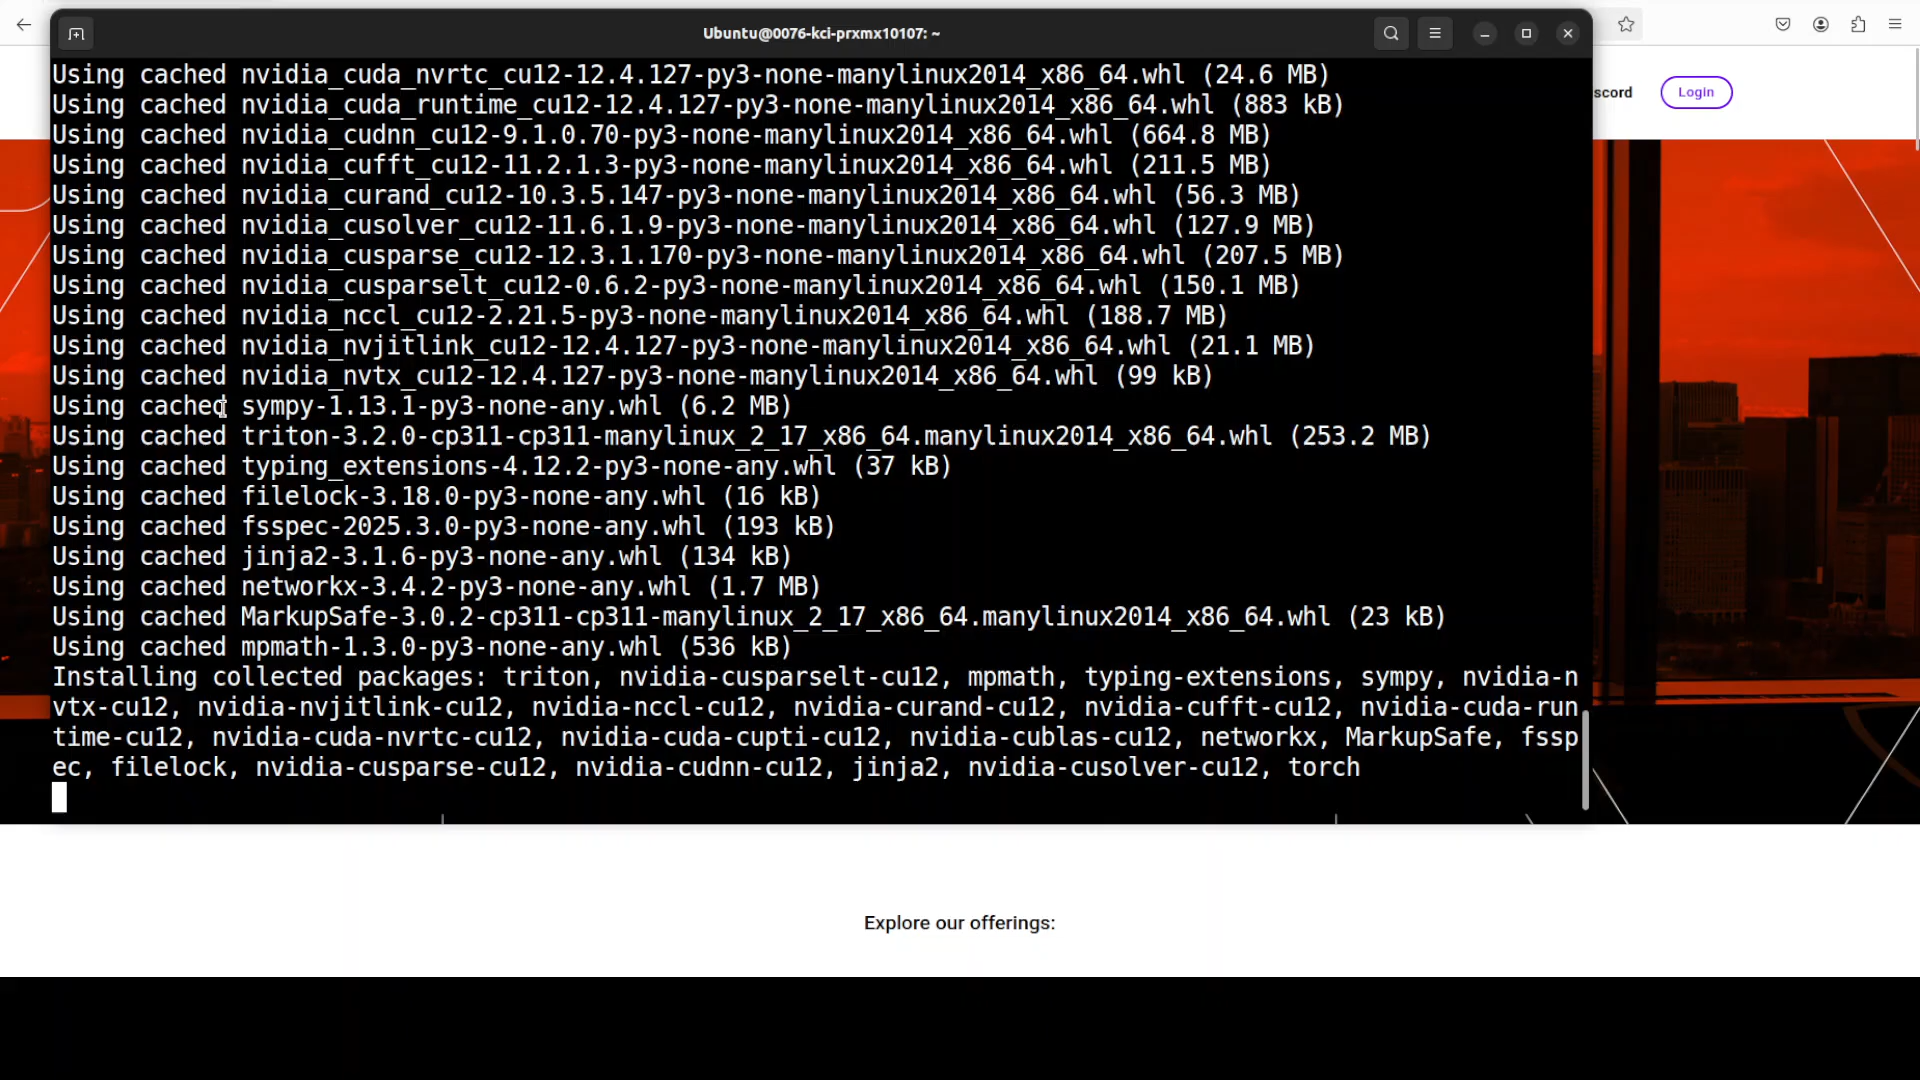 Ubuntu@0076-kci-prxmx10107: ~
scord
Login
Using cached nvidia_cuda_nvrtc_cu12-12.4.127-py3-none-manylinux2014_x86_64.whl (24.6 MB)
Using cached nvidia_cuda_runtime_cu12-12.4.127-py3-none-manylinux2014_x86_64.whl (883 kB)
Using cached nvidia_cudnn_cu12-9.1.0.70-py3-none-manylinux2014_x86_64.whl (664.8 MB)
Using cached nvidia_cufft_cu12-11.2.1.3-py3-none-manylinux2014_x86_64.whl (211.5 MB)
Using cached nvidia_curand_cu12-10.3.5.147-py3-none-manylinux2014_x86_64.whl (56.3 MB)
Using cached nvidia_cusolver_cu12-11.6.1.9-py3-none-manylinux2014_x86_64.whl (127.9 MB)
Using cached nvidia_cusparse_cu12-12.3.1.170-py3-none-manylinux2014_x86_64.whl (207.5 MB)
Using cached nvidia_cusparselt_cu12-0.6.2-py3-none-manylinux2014_x86_64.whl (150.1 MB)
Using cached nvidia_nccl_cu12-2.21.5-py3-none-manylinux2014_x86_64.whl (188.7 MB)
Using cached nvidia_nvjitlink_cu12-12.4.127-py3-none-manylinux2014_x86_64.whl (21.1 MB)
Using cached nvidia_nvtx_cu12-12.4.127-py3-none-manylinux2014_x86_64.whl (99 kB)
Using cached sympy-1.13.1-py3-none-any.whl (6.2 MB)
Using cached triton-3.2.0-cp311-cp311-manylinux_2_17_x86_64.manylinux2014_x86_64.whl (253.2 MB)
Using cached typing_extensions-4.12.2-py3-none-any.whl (37 kB)
Using cached filelock-3.18.0-py3-none-any.whl (16 kB)
Using cached fsspec-2025.3.0-py3-none-any.whl (193 kB)
Using cached jinja2-3.1.6-py3-none-any.whl (134 kB)
Using cached networkx-3.4.2-py3-none-any.whl (1.7 MB)
Using cached MarkupSafe-3.0.2-cp311-cp311-manylinux_2_17_x86_64.manylinux2014_x86_64.whl (23 kB)
Using cached mpmath-1.3.0-py3-none-any.whl (536 kB)
Installing collected packages: triton, nvidia-cusparselt-cu12, mpmath, typing-extensions, sympy, nvidia-n
vtx-cu12, nvidia-nvjitlink-cu12, nvidia-nccl-cu12, nvidia-curand-cu12, nvidia-cufft-cu12, nvidia-cuda-run
time-cu12, nvidia-cuda-nvrtc-cu12, nvidia-cuda-cupti-cu12, nvidia-cublas-cu12, networkx, MarkupSafe, fssp
ec, filelock, nvidia-cusparse-cu12, nvidia-cudnn-cu12, jinja2, nvidia-cusolver-cu12, torch
Explore our offerings: